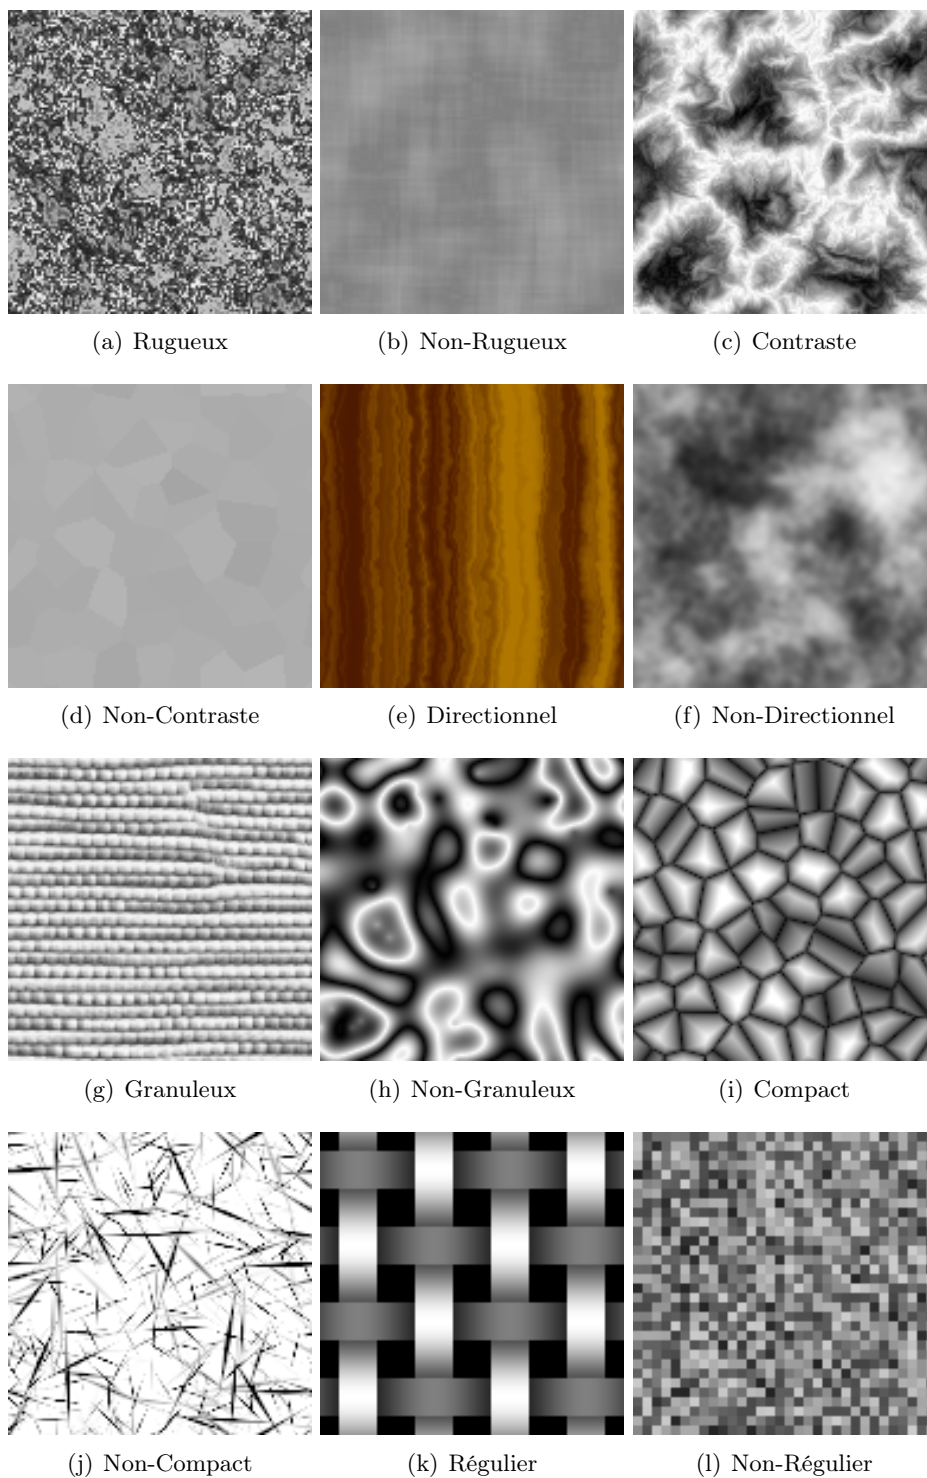 (a) Rugueux
(b) Non-Rugueux
(c) Contraste
(d) Non-Contraste
(e) Directionnel
(f) Non-Directionnel
(g) Granuleux
(h) Non-Granuleux
(i) Compact
(j) Non-Compact
(k) Régulier
(l) Non-Régulier